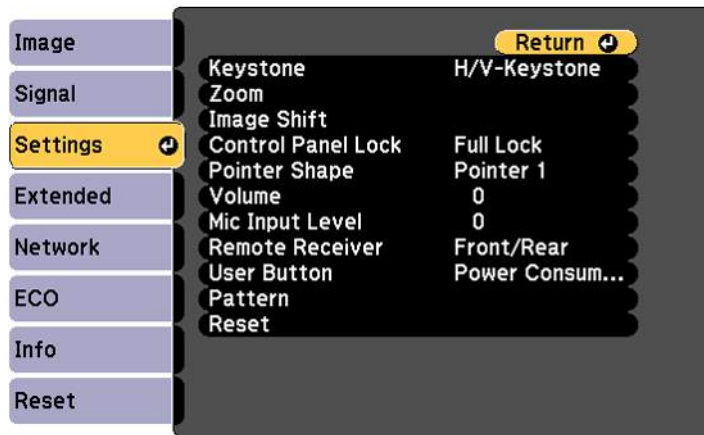 Image
Signal
Settings
Extended
Network
ECO
Info
Reset
Return
Keystone H/V-Keystone
Zoom
Image Shift
Control Panel Lock Full Lock
Pointer Shape Pointer 1
Volume 0
Mic Input Level 0
Remote Receiver Front/Rear
User Button Power Consum...
Pattern
Reset